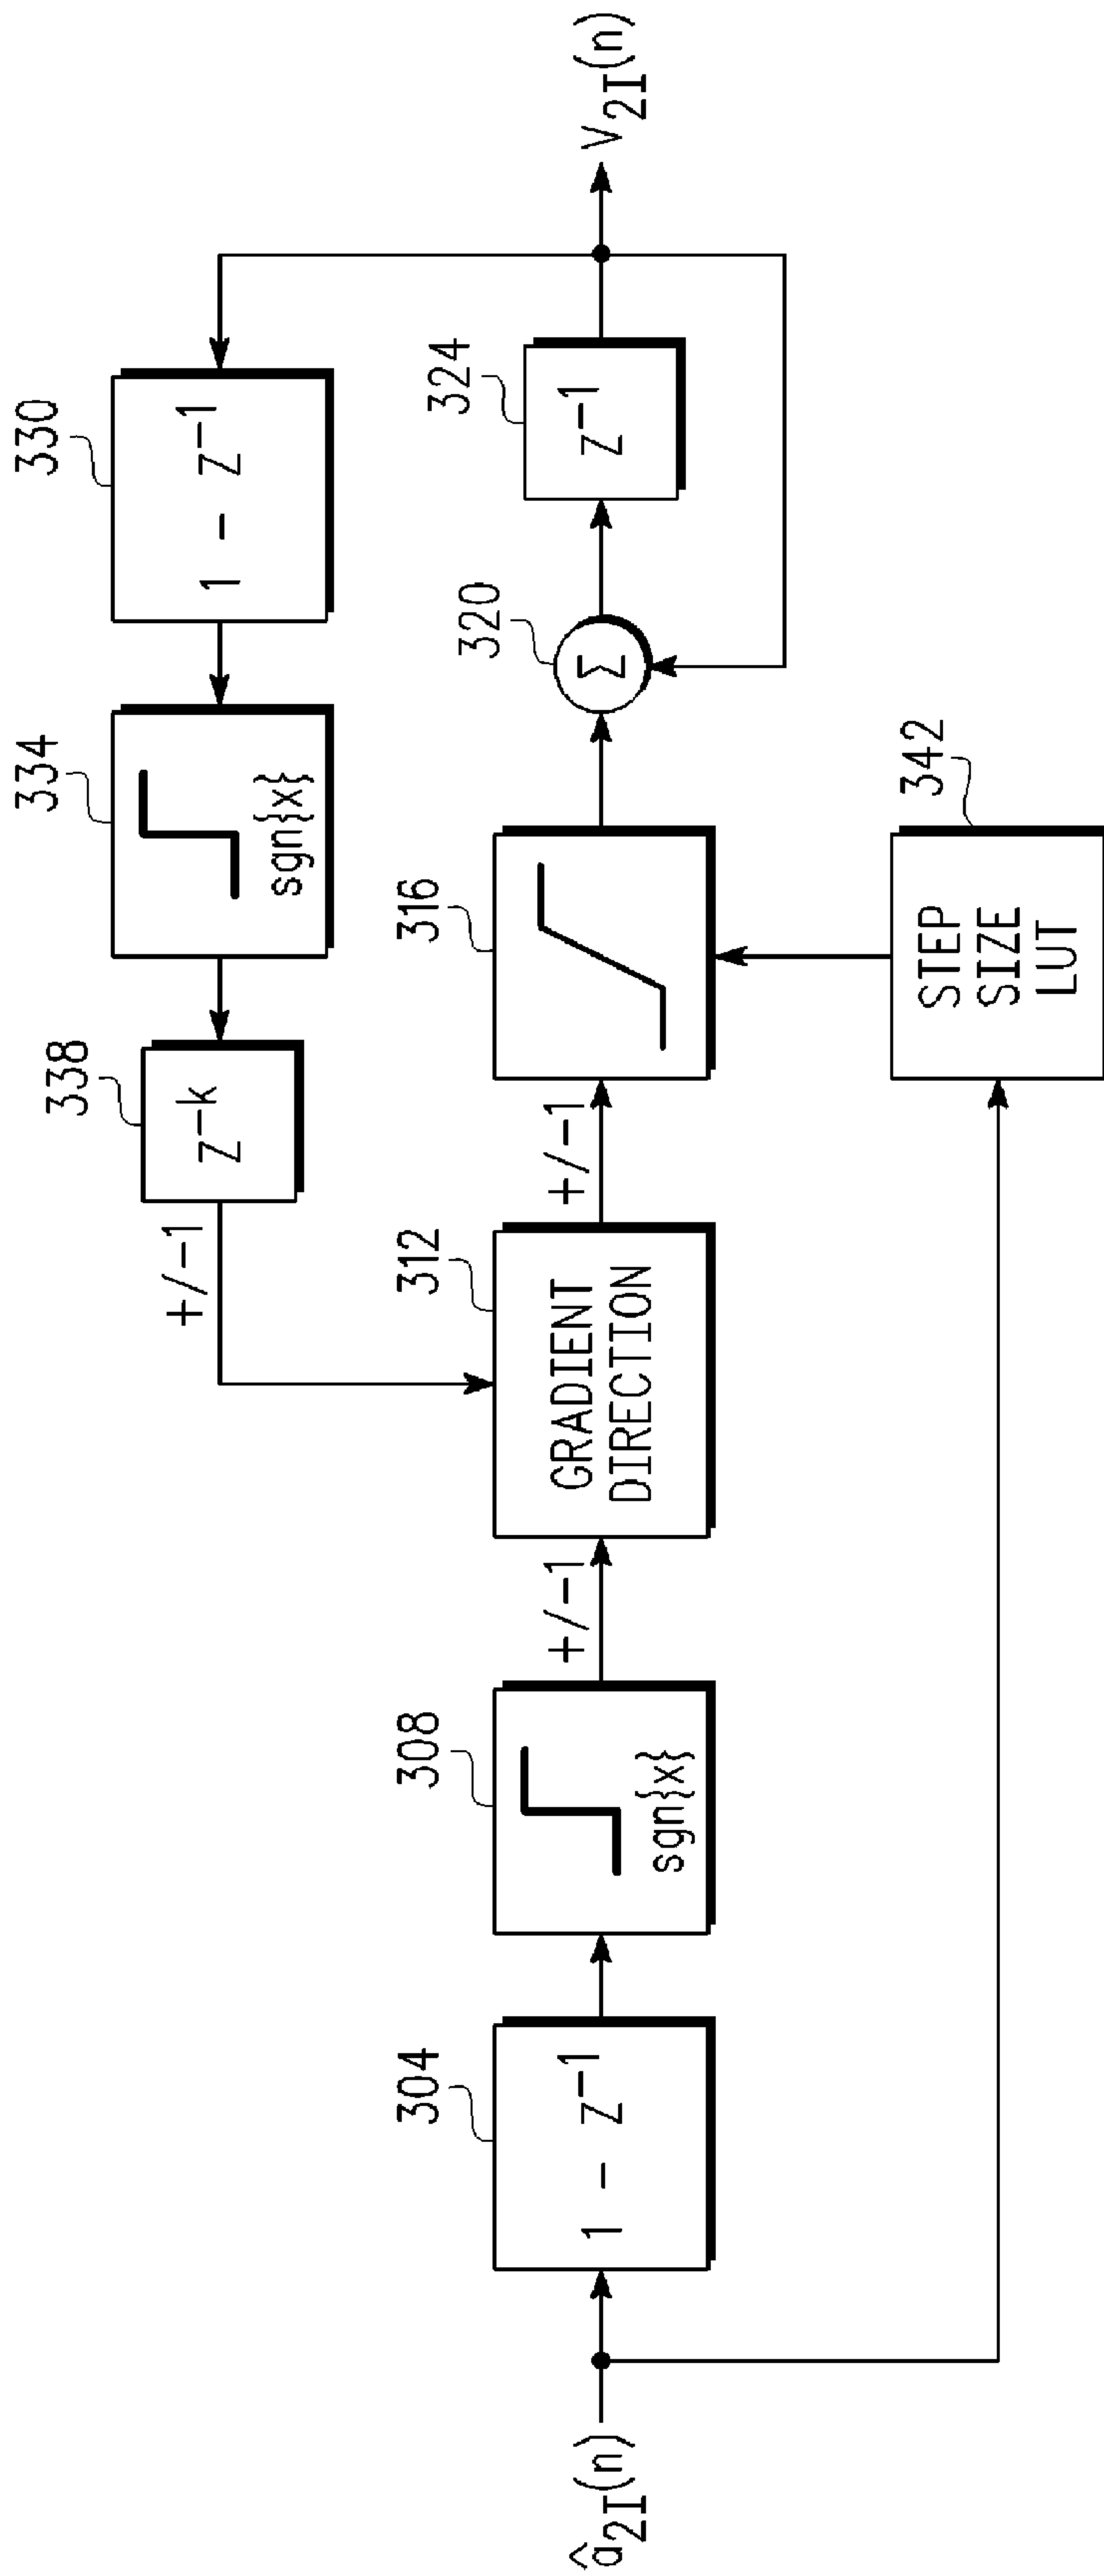 330
1 - Z⁻¹
334
sgn{x}
338
Z⁻ᵏ
+/-1
â₂I(n)
304
1 - Z⁻¹
308
sgn{x}
+/-1
312
GRADIENT
DIRECTION
+/-1
316
320
Σ
324
Z⁻¹
V₂I(n)
342
STEP
SIZE
LUT